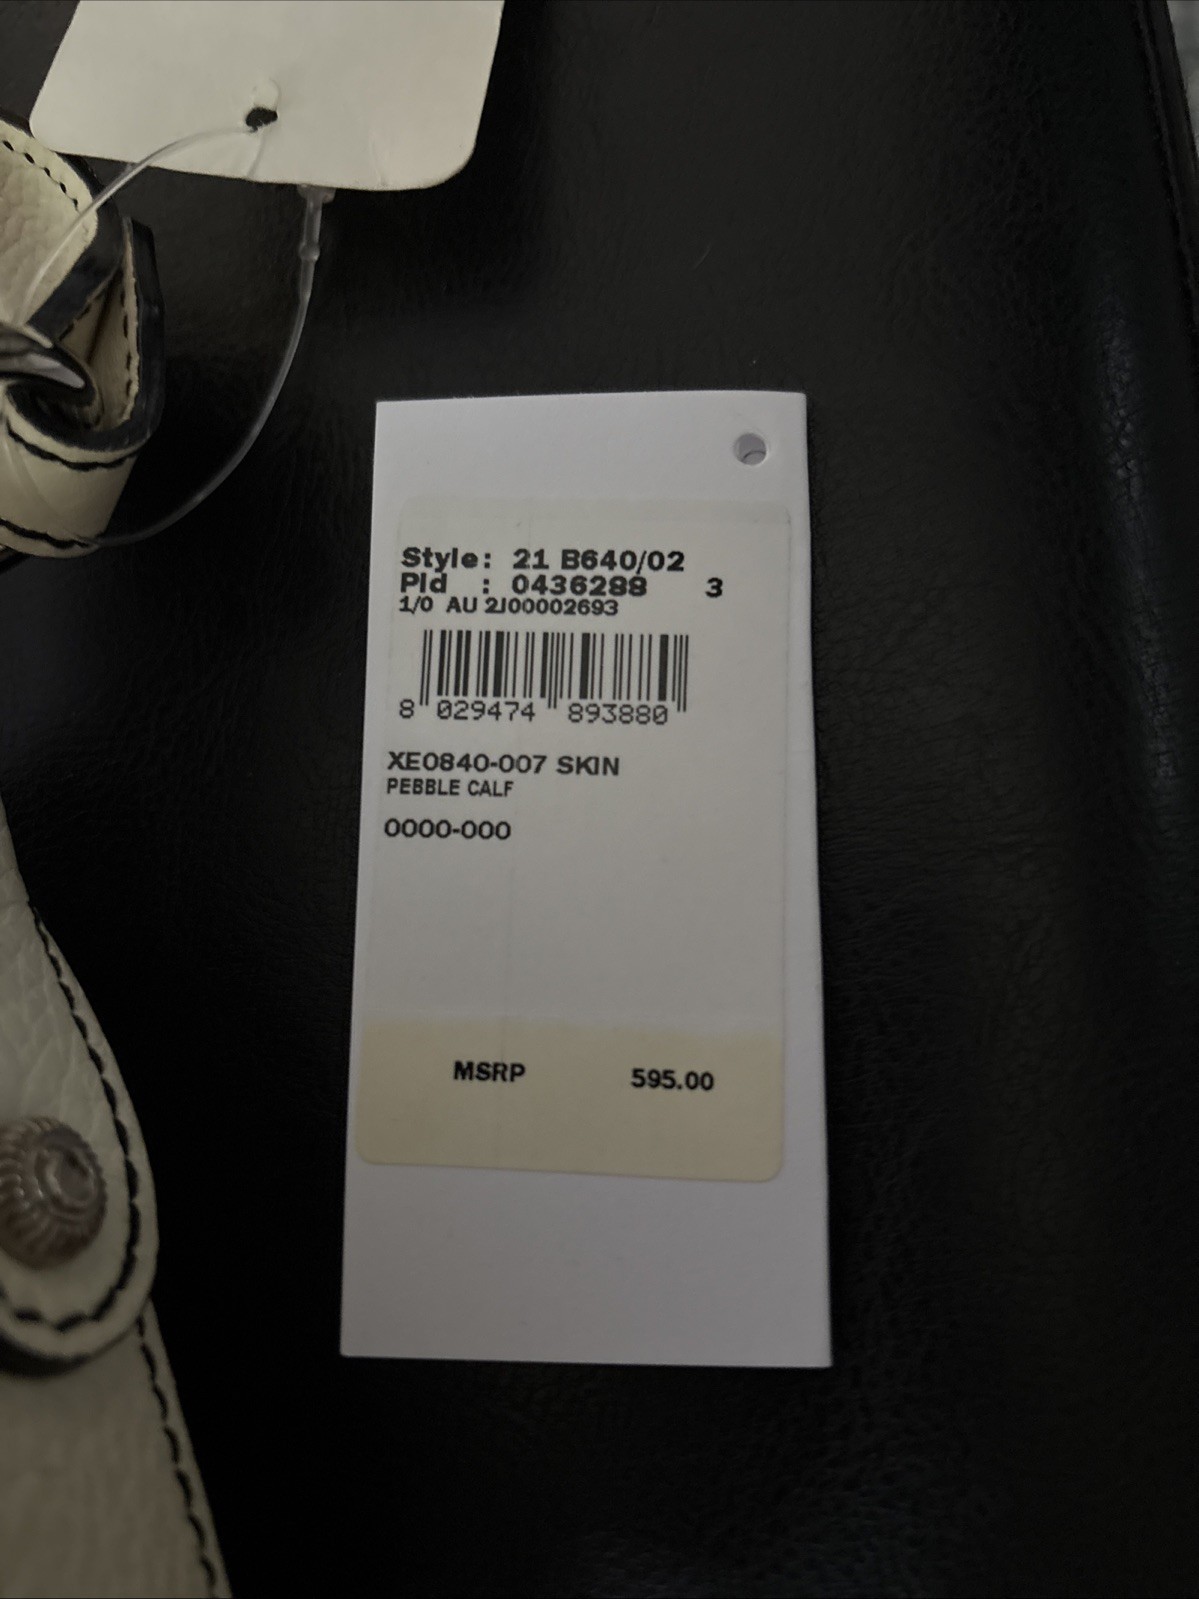 Style: 21 B640/02
Pld : 0436288 3
1/0 AU 2J00002693
8 029474 893880
XE0840-007 SKIN
PEBBLE CALF
0000-000
MSRP 595.00